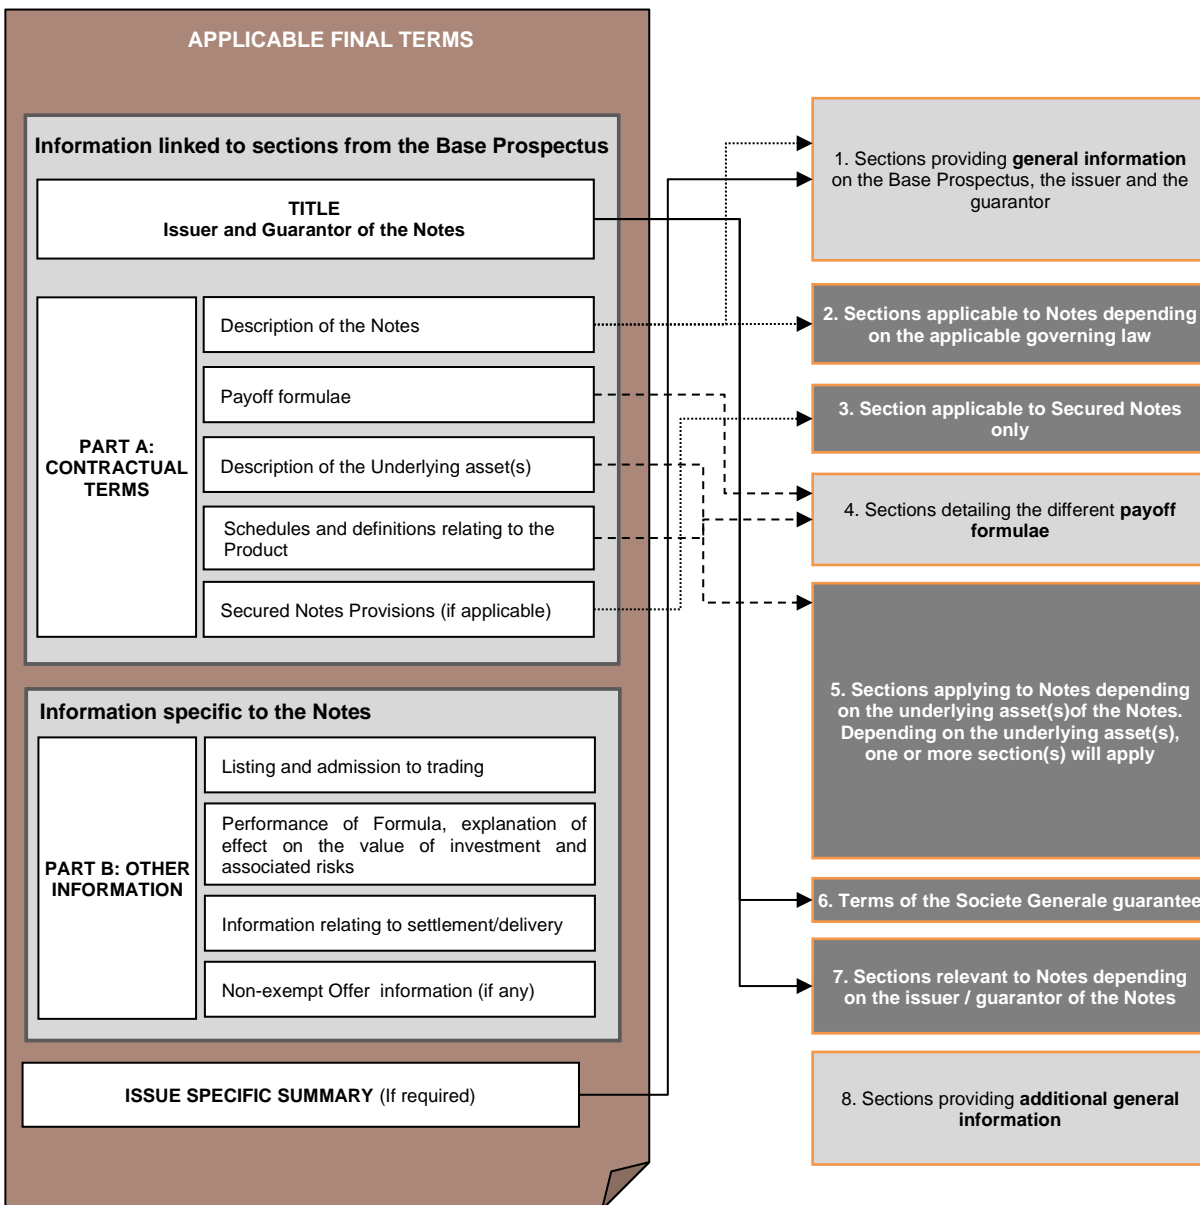 APPLICABLE FINAL TERMS
Information linked to sections from the Base Prospectus
TITLE
Issuer and Guarantor of the Notes
PART A:
CONTRACTUAL
TERMS
Description of the Notes
Payoff formulae
Description of the Underlying asset(s)
Schedules and definitions relating to the
Product
Secured Notes Provisions (if applicable)
Information specific to the Notes
PART B: OTHER
INFORMATION
Listing and admission to trading
Performance of Formula, explanation of
effect on the value of investment and
associated risks
Information relating to settlement/delivery
Non-exempt Offer information (if any)
ISSUE SPECIFIC SUMMARY (If required)
1. Sections providing general information
on the Base Prospectus, the issuer and the
guarantor
2. Sections applicable to Notes depending
on the applicable governing law
3. Section applicable to Secured Notes
only
4. Sections detailing the different payoff
formulae
5. Sections applying to Notes depending
on the underlying asset(s)of the Notes.
Depending on the underlying asset(s),
one or more section(s) will apply
6. Terms of the Societe Generale guarantee
7. Sections relevant to Notes depending
on the issuer / guarantor of the Notes
8. Sections providing additional general
information